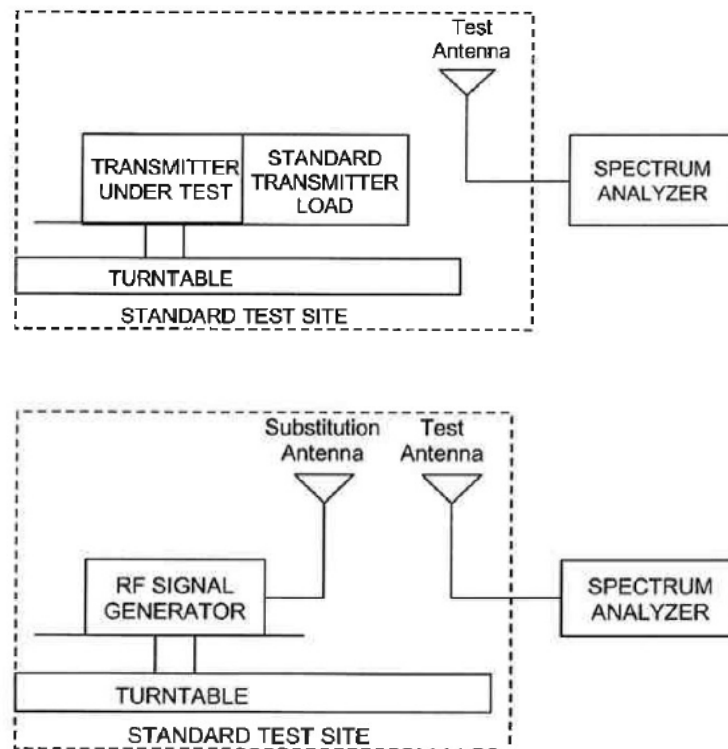 Test
Antenna
TRANSMITTER
UNDER TEST
STANDARD
TRANSMITTER
LOAD
SPECTRUM
ANALYZER
TURNTABLE
STANDARD TEST SITE
Substitution
Antenna
Test
Antenna
RF SIGNAL
GENERATOR
SPECTRUM
ANALYZER
TURNTABLE
STANDARD TEST SITE